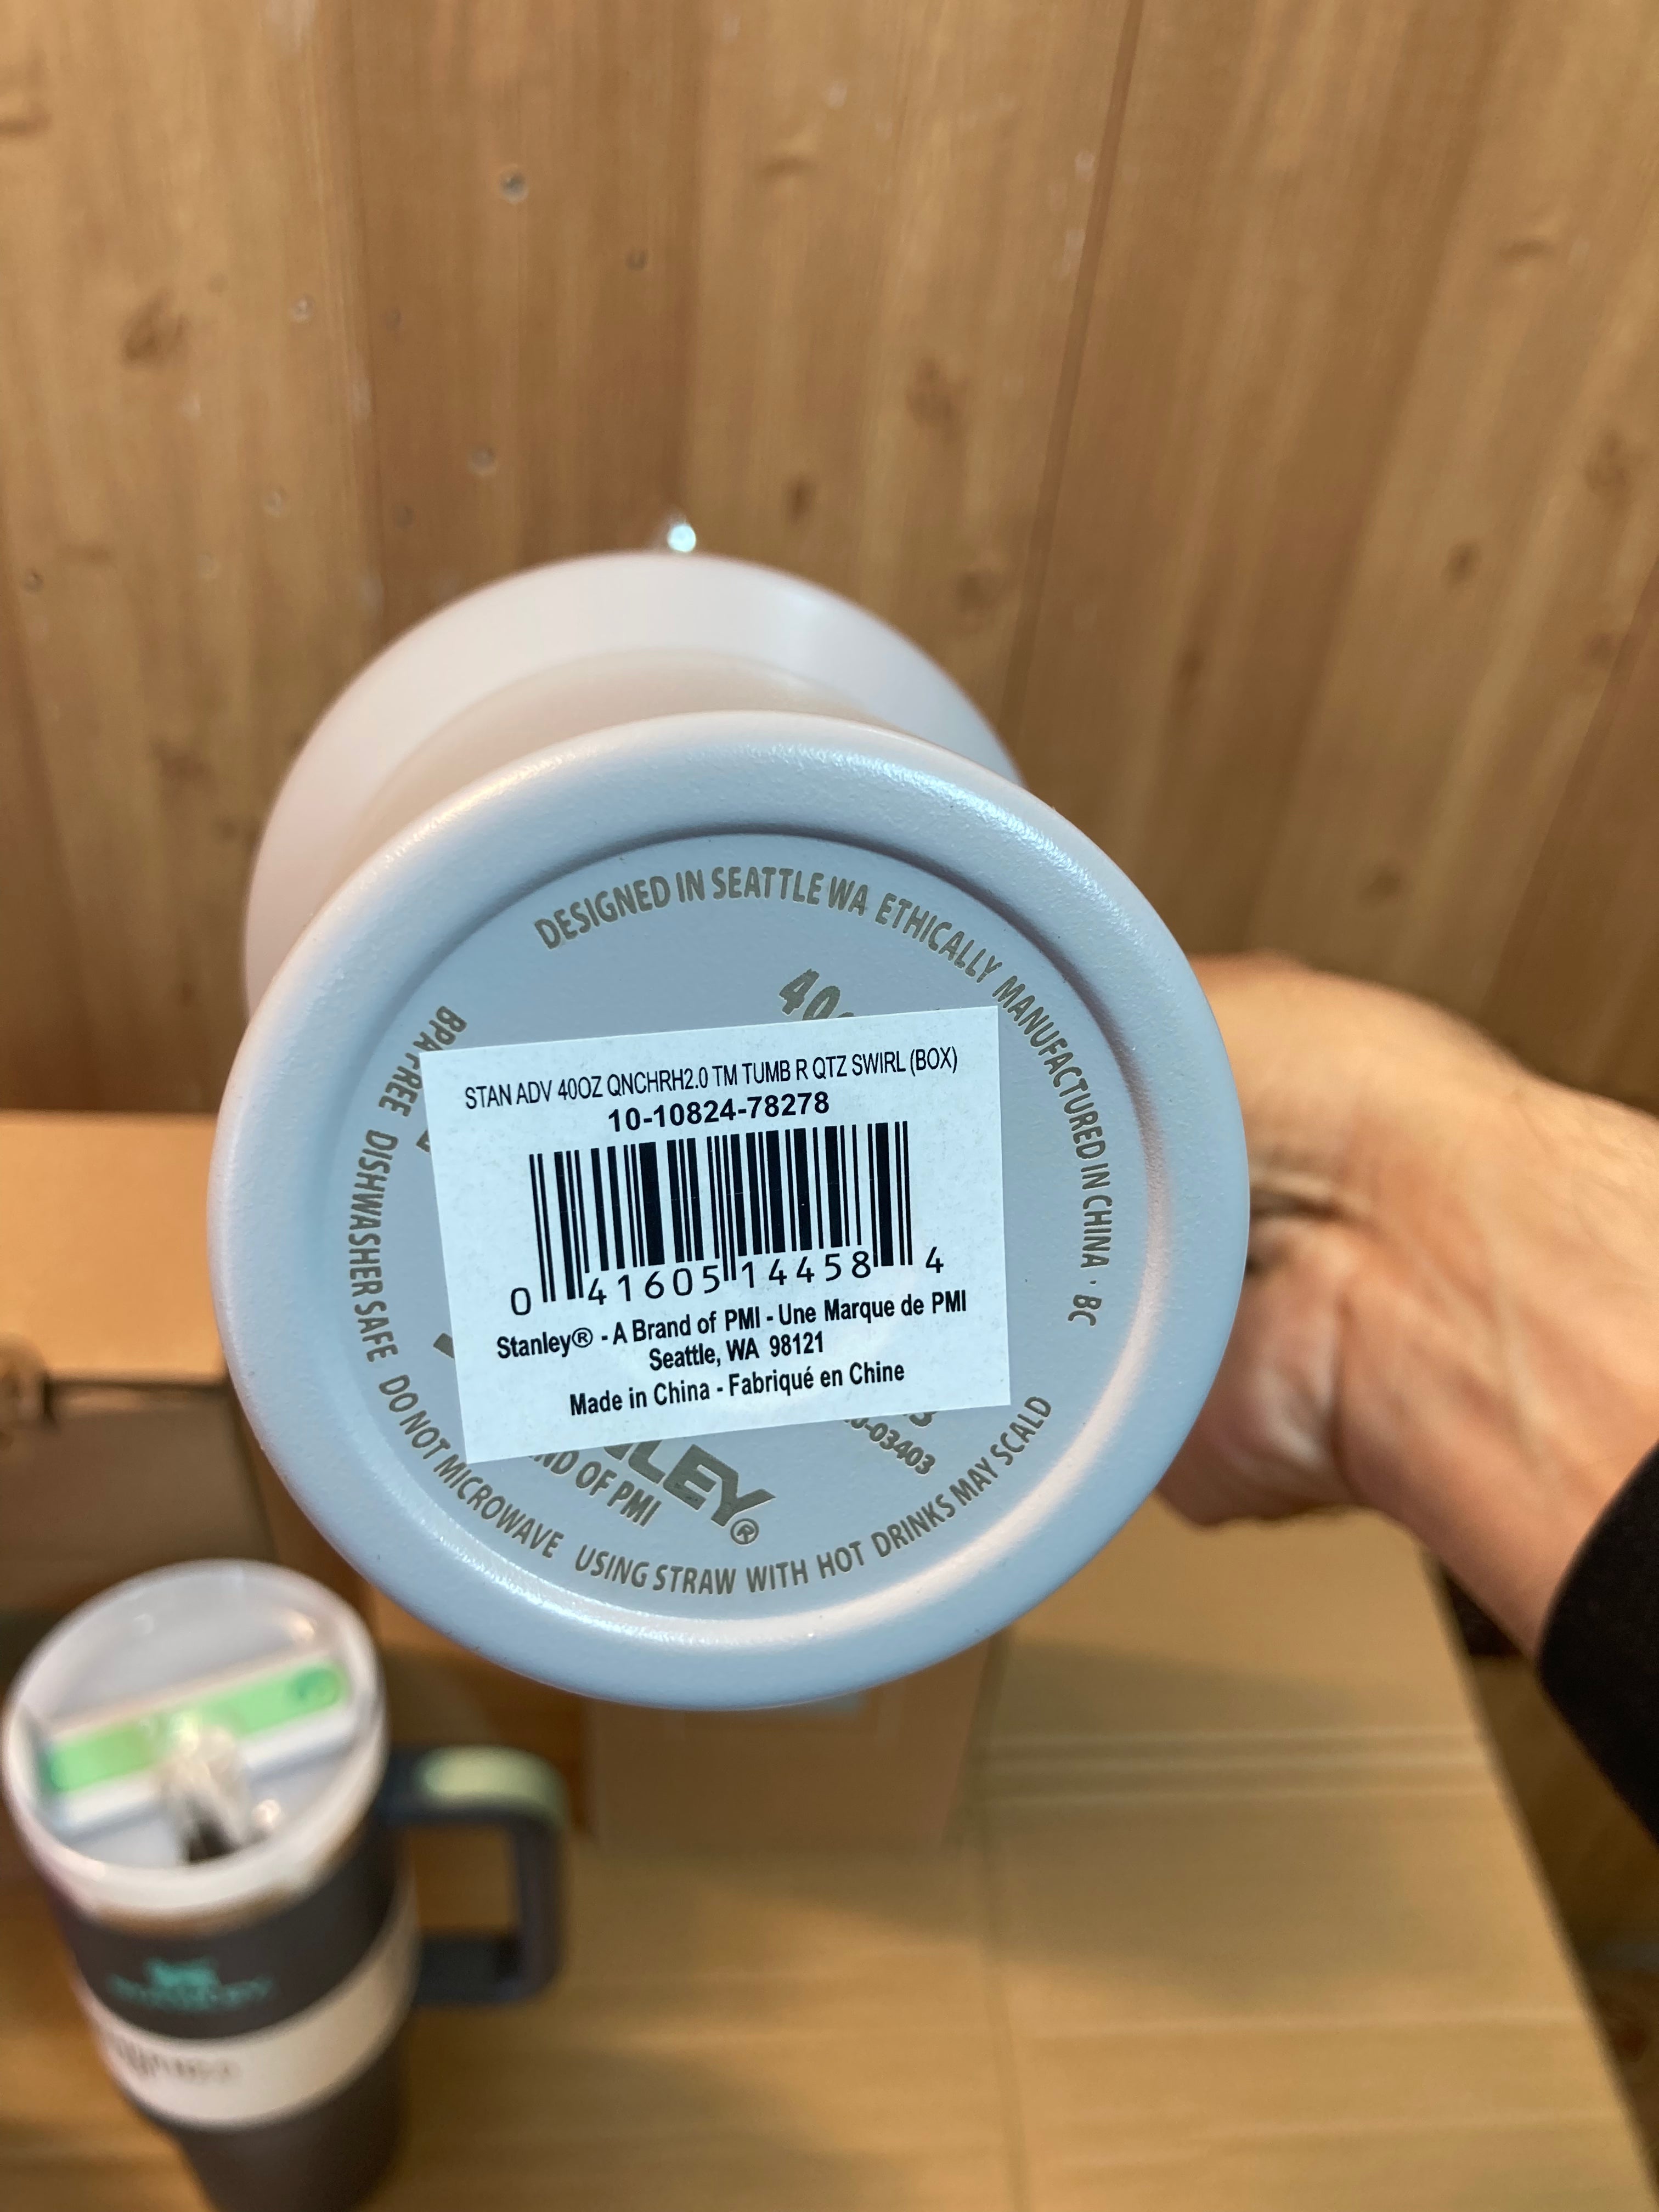 DESIGNED IN SEATTLE WA ETHICALLY MANUFACTURED IN CHINA · BC
BPA FREE DISHWASHER SAFE DO NOT MICROWAVE USING STRAW WITH HOT DRINKS MAY SCALD
STAN ADV 40OZ QNCHRH2.0 TM TUMB R QTZ SWIRL (BOX)
10-10824-78278
0 41605 14458 4
Stanley® - A Brand of PMI - Une Marque de PMI
Seattle, WA 98121
Made in China - Fabriqué en Chine
OF PMI